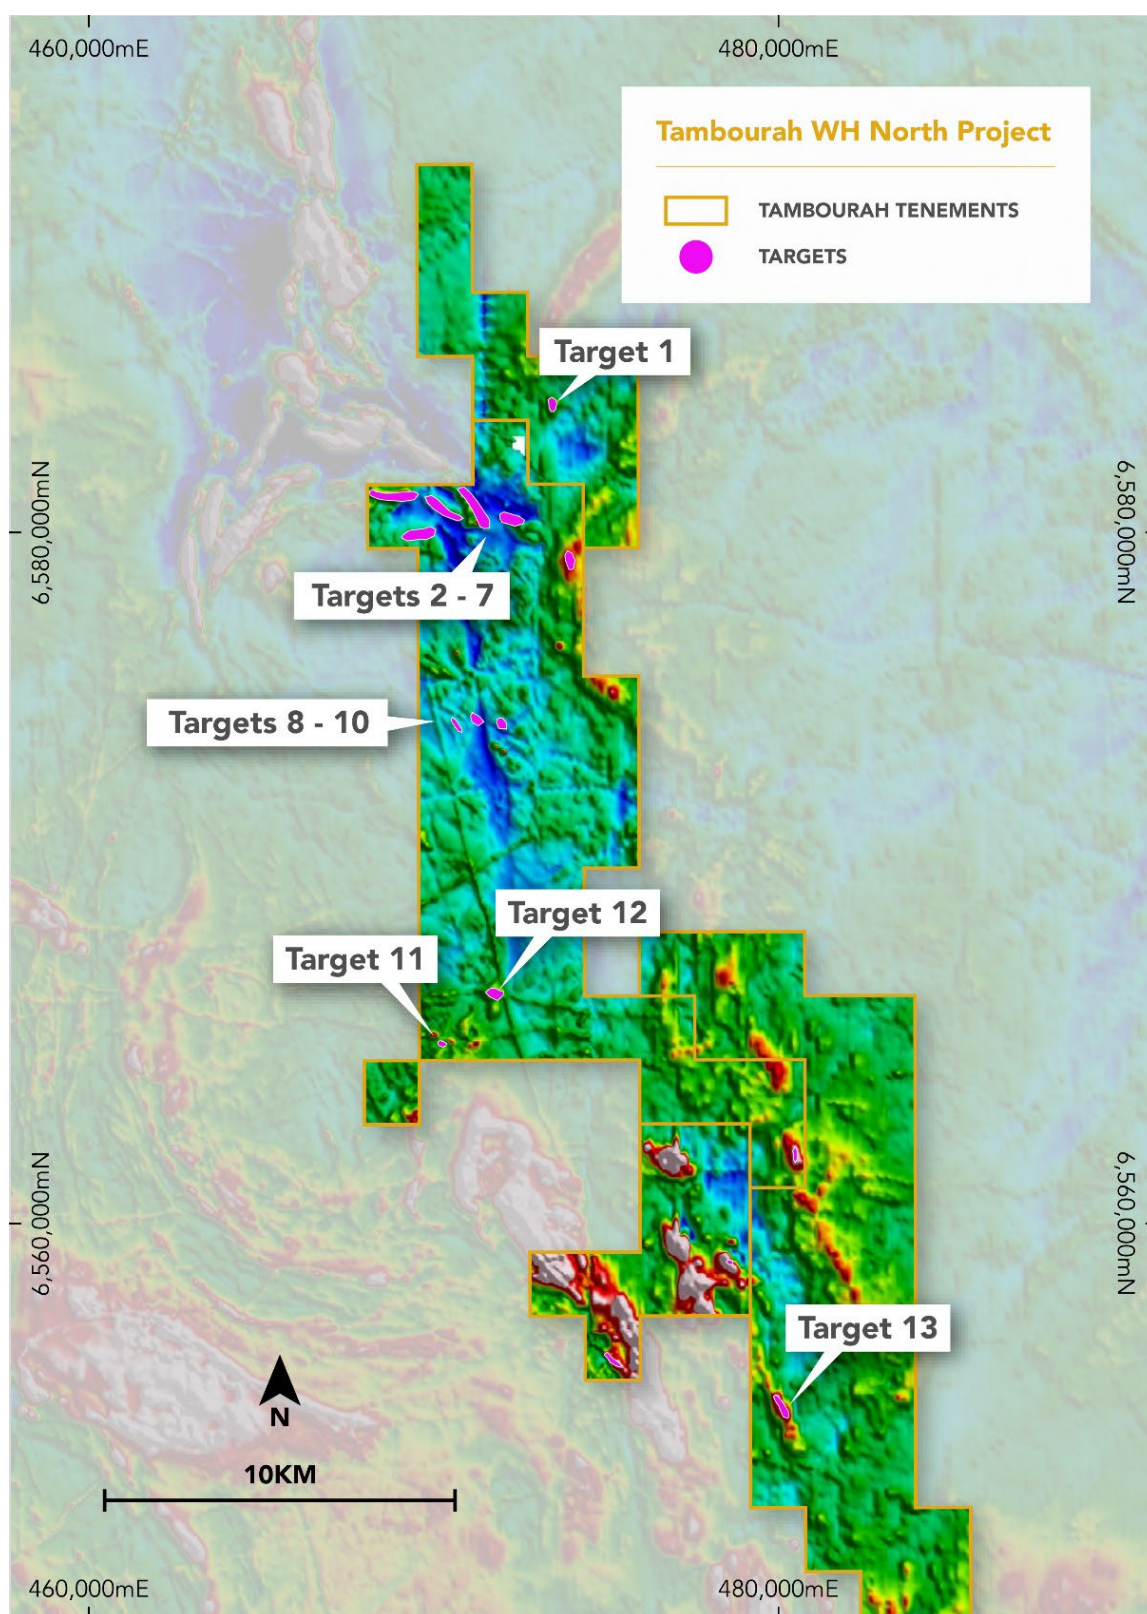 460,000mE
480,000mE
Tambourah WH North Project
TAMBOURAH TENEMENTS
TARGETS
Target 1
6,580,000mN
6,580,000mN
Targets 2 - 7
Targets 8 - 10
Target 12
Target 11
6,560,000mN
6,560,000mN
Target 13
N
10KM
460,000mE
480,000mE